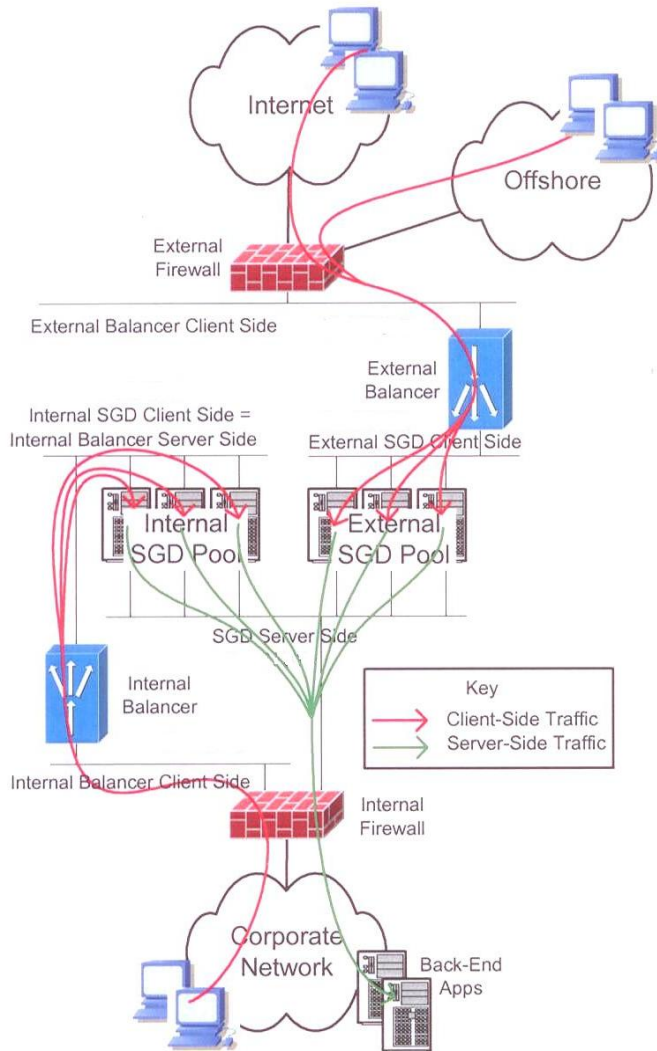 Internet
Offshore
External
Firewall
External Balancer Client Side
External
Balancer
Internal SGD Client Side =
Internal Balancer Server Side
External SGD Client Side
Internal
SGD Pool
External
SGD Pool
SGD Server Side
Internal
Balancer
Key
Client-Side Traffic
Server-Side Traffic
Internal Balancer Client Side
Internal
Firewall
Corporate
Network
Back-End
Apps